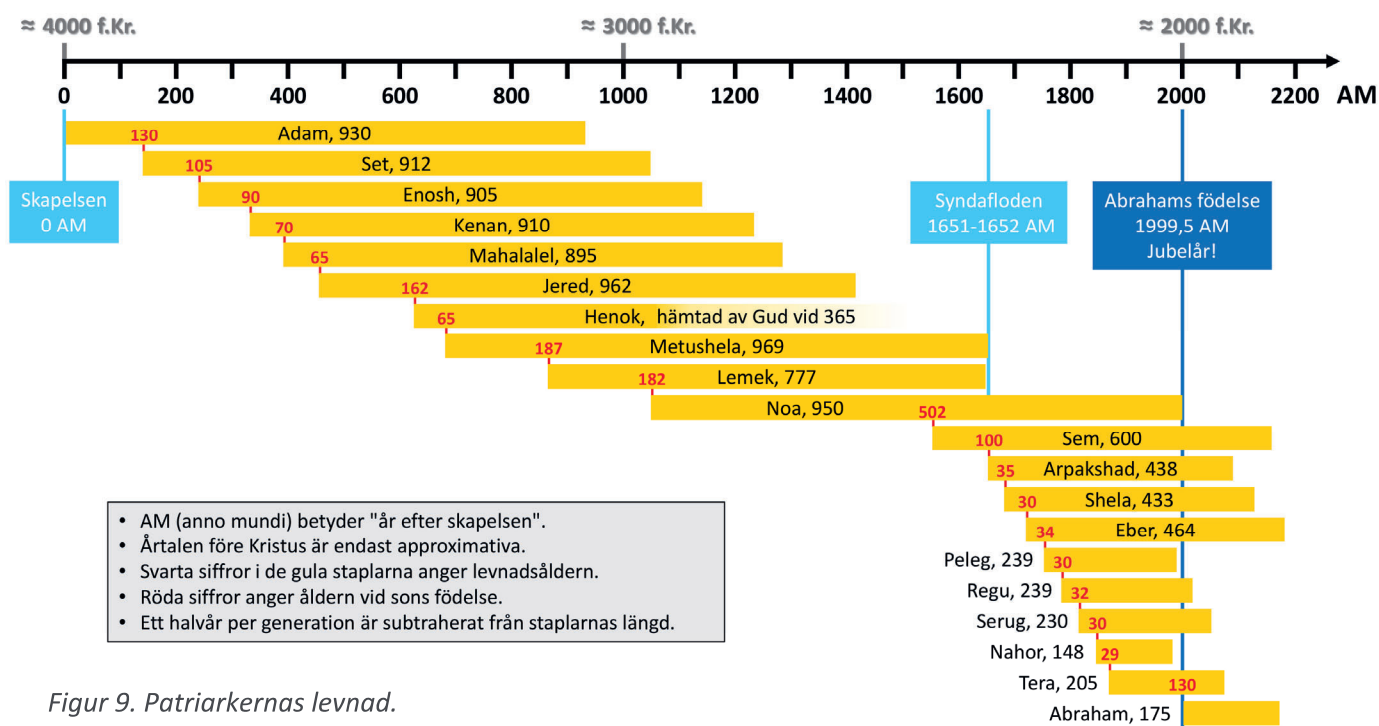 ≈ 4000 f.Kr. ≈ 3000 f.Kr. ≈ 2000 f.Kr.
0 200 400 600 800 1000 1200 1400 1600 1800 2000 2200 AM
130 Adam, 930
105 Set, 912
Skapelsen
0 AM
90 Enosh, 905
Syndafloden
1651-1652 AM
Abrahams födelse
1999,5 AM
Jubelår!
70 Kenan, 910
65 Mahalalel, 895
162 Jered, 962
65 Henok, hämtad av Gud vid 365
187 Metushela, 969
182 Lemek, 777
Noa, 950 502
100 Sem, 600
35 Arpakshad, 438
30 Shela, 433
34 Eber, 464
Peleg, 239 30
Regu, 239 32
Serug, 230 30
Nahor, 148 29
Tera, 205 130
Abraham, 175
• AM (anno mundi) betyder "år efter skapelsen".
• Årtalen före Kristus är endast approximativa.
• Svarta siffror i de gula staplarna anger levnadsåldern.
• Röda siffror anger åldern vid sons födelse.
• Ett halvår per generation är subtraherat från staplarnas längd.
Figur 9. Patriarkernas levnad.